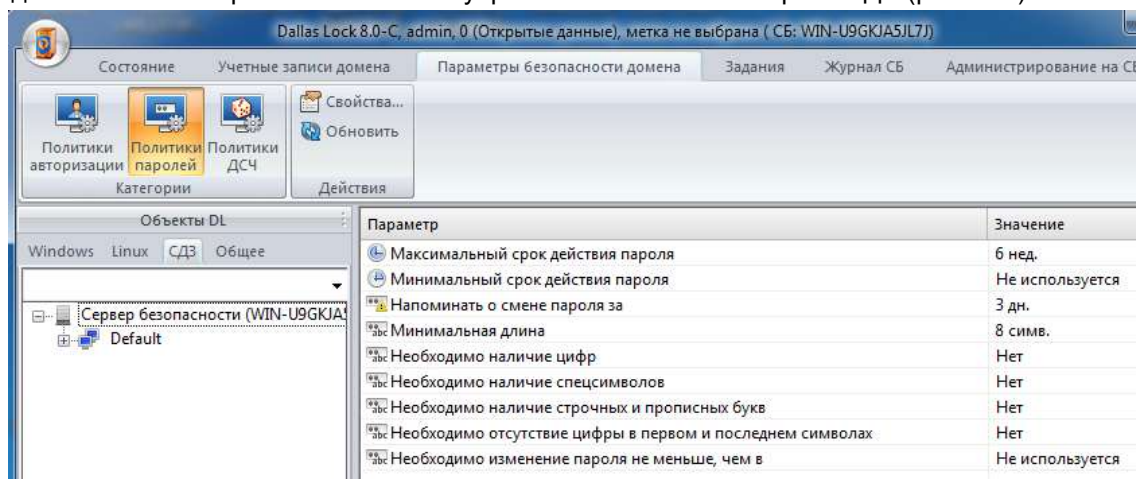 Dallas Lock 8.0-C, admin, 0 (Открытые данные), метка не выбрана ( СБ: WIN-U9GKJA5JL7J)
Состояние Учетные записи домена Параметры безопасности домена Задания Журнал СБ Администрирование на СБ
Политики авторизации
Политики паролей
Политики ДСЧ
Категории
Свойства...
Обновить
Действия
Объекты DL
Windows Linux СДЗ Общее
Сервер безопасности (WIN-U9GKJA5
Default
Параметр Значение
Максимальный срок действия пароля 6 нед.
Минимальный срок действия пароля Не используется
Напоминать о смене пароля за 3 дн.
Минимальная длина 8 симв.
Необходимо наличие цифр Нет
Необходимо наличие спецсимволов Нет
Необходимо наличие строчных и прописных букв Нет
Необходимо отсутствие цифры в первом и последнем символах Нет
Необходимо изменение пароля не меньше, чем в Не используется